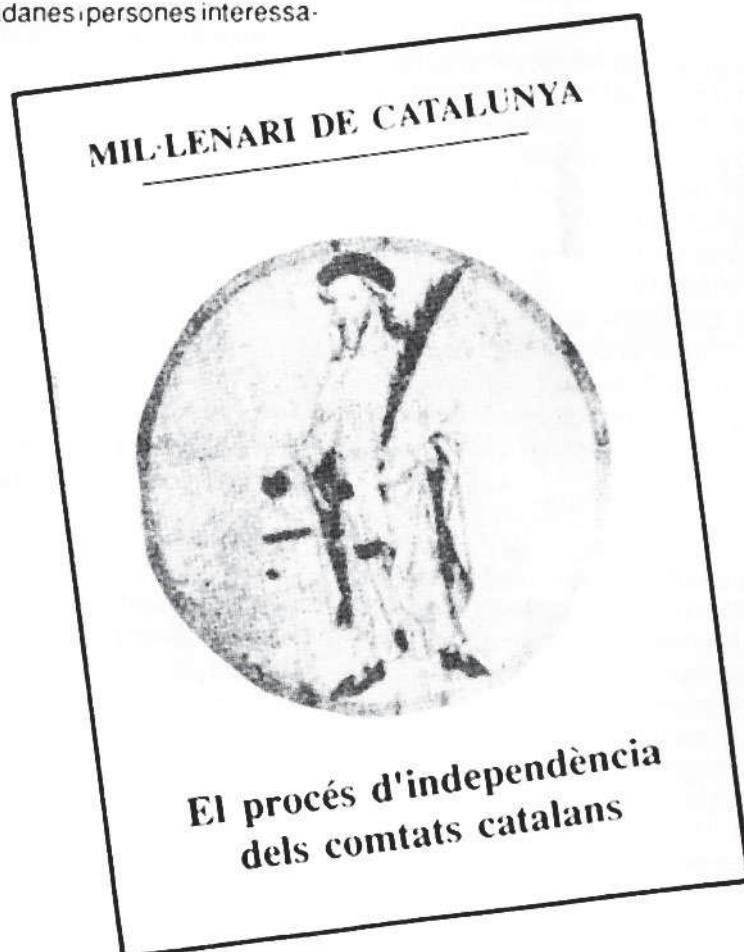 danes i persones interessa-
MIL·LENARI DE CATALUNYA
El procés d'independència
dels comtats catalans